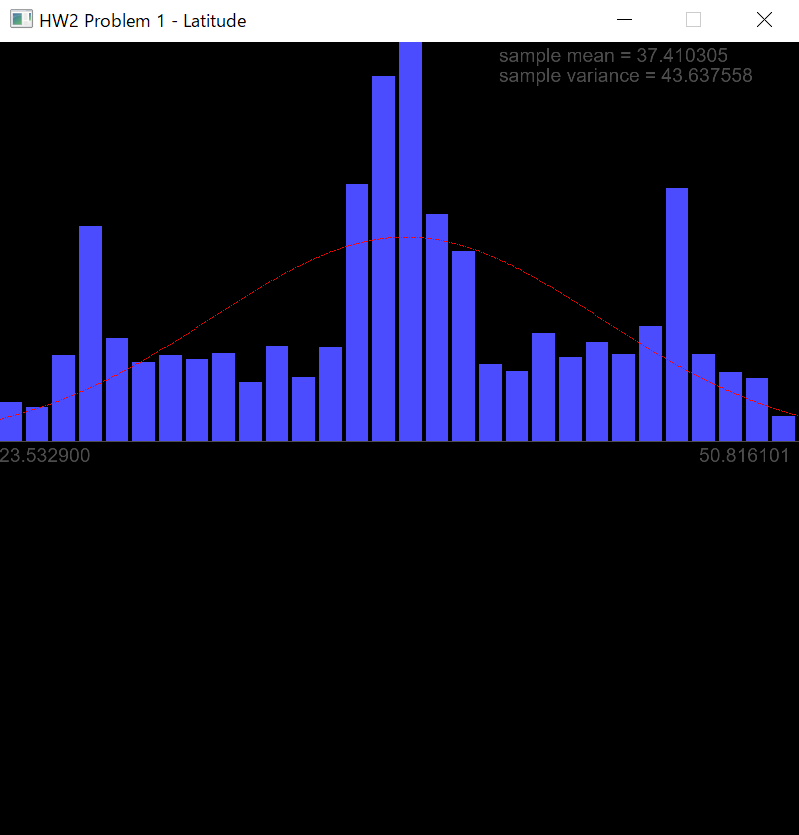 HW2 Problem 1 - Latitude
sample mean = 37.410305
sample variance = 43.637558
23.532900
50.816101